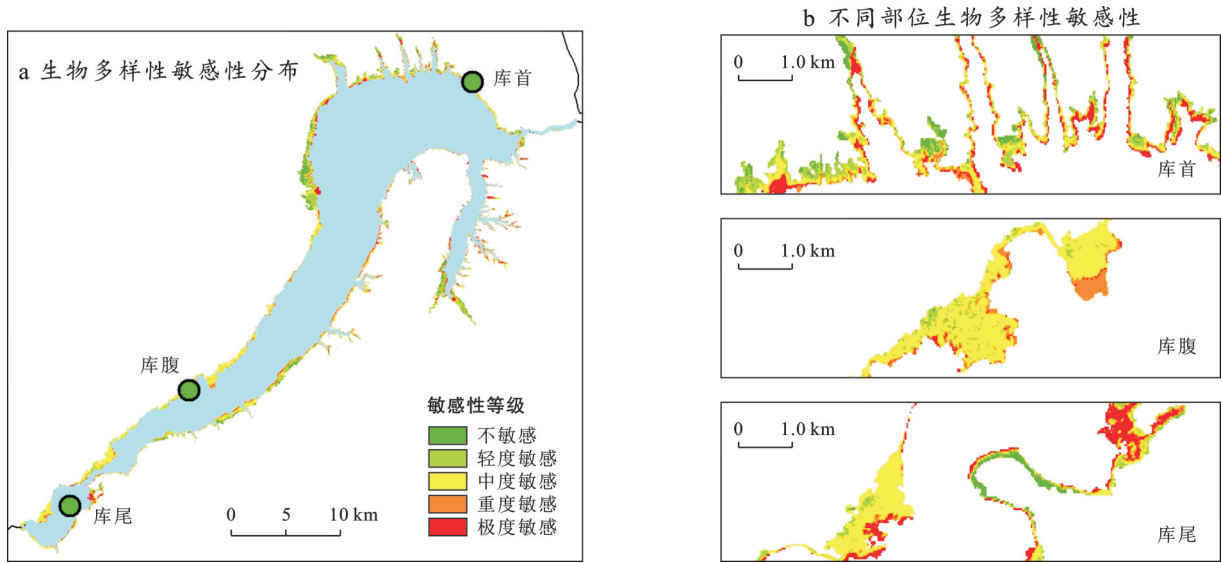 a 生物多样性敏感性分布
库首
库腹
库尾
敏感性等级
不敏感
轻度敏感
中度敏感
重度敏感
极度敏感
0 5 10 km
b 不同部位生物多样性敏感性
0 1.0 km
库首
0 1.0 km
库腹
0 1.0 km
库尾